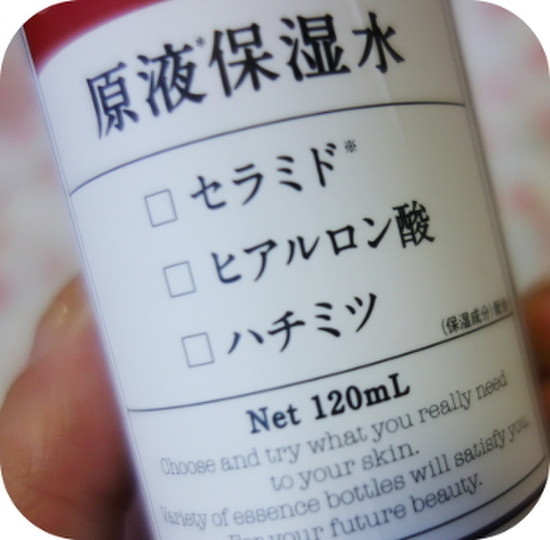 原液*保湿水
□ セラミド※
□ ヒアルロン酸
□ ハチミツ
(保湿成分)配合
Net 120mL
Choose and try what you really need
to your skin.
Variety of essence bottles will satisfy you.
For your future beauty.